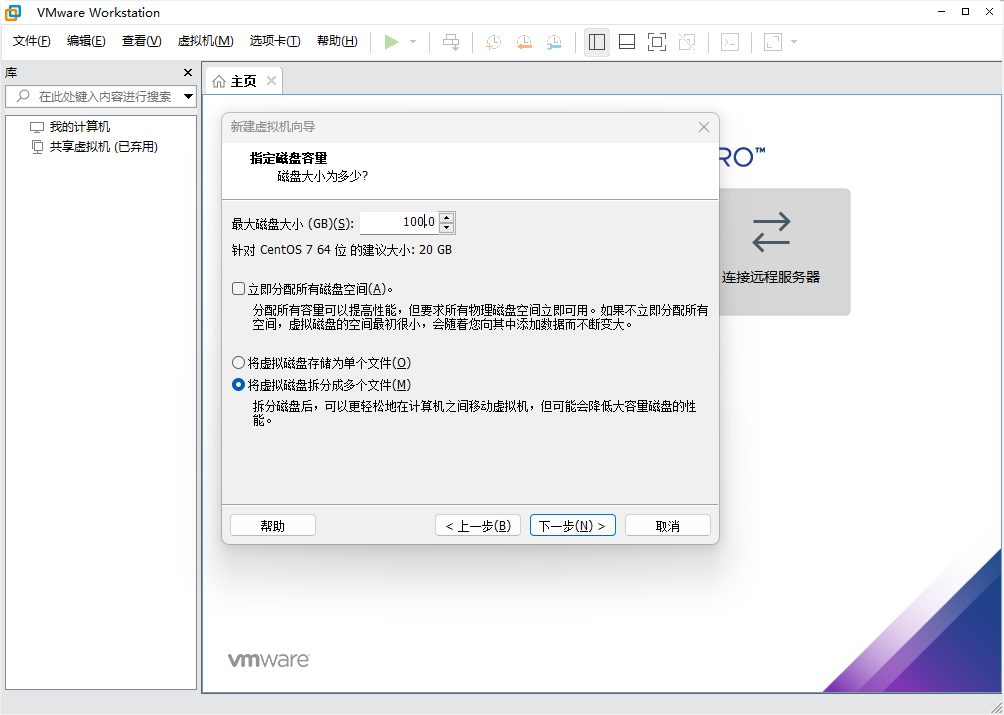 VMware Workstation
文件(F) 编辑(E) 查看(V) 虚拟机(M) 选项卡(T) 帮助(H)
库
在此处键入内容进行搜索
我的计算机
共享虚拟机 (已弃用)
主页
RO™
连接远程服务器
新建虚拟机向导
指定磁盘容量
磁盘大小为多少?
最大磁盘大小 (GB)(S): 100.0
针对 CentOS 7 64 位 的建议大小: 20 GB
立即分配所有磁盘空间(A)。
分配所有容量可以提高性能，但要求所有物理磁盘空间立即可用。如果不立即分配所有
空间，虚拟磁盘的空间最初很小，会随着您向其中添加数据而不断变大。
将虚拟磁盘存储为单个文件(O)
将虚拟磁盘拆分成多个文件(M)
拆分磁盘后，可以更轻松地在计算机之间移动虚拟机，但可能会降低大容量磁盘的性
能。
帮助 < 上一步(B) 下一步(N) > 取消
vmware